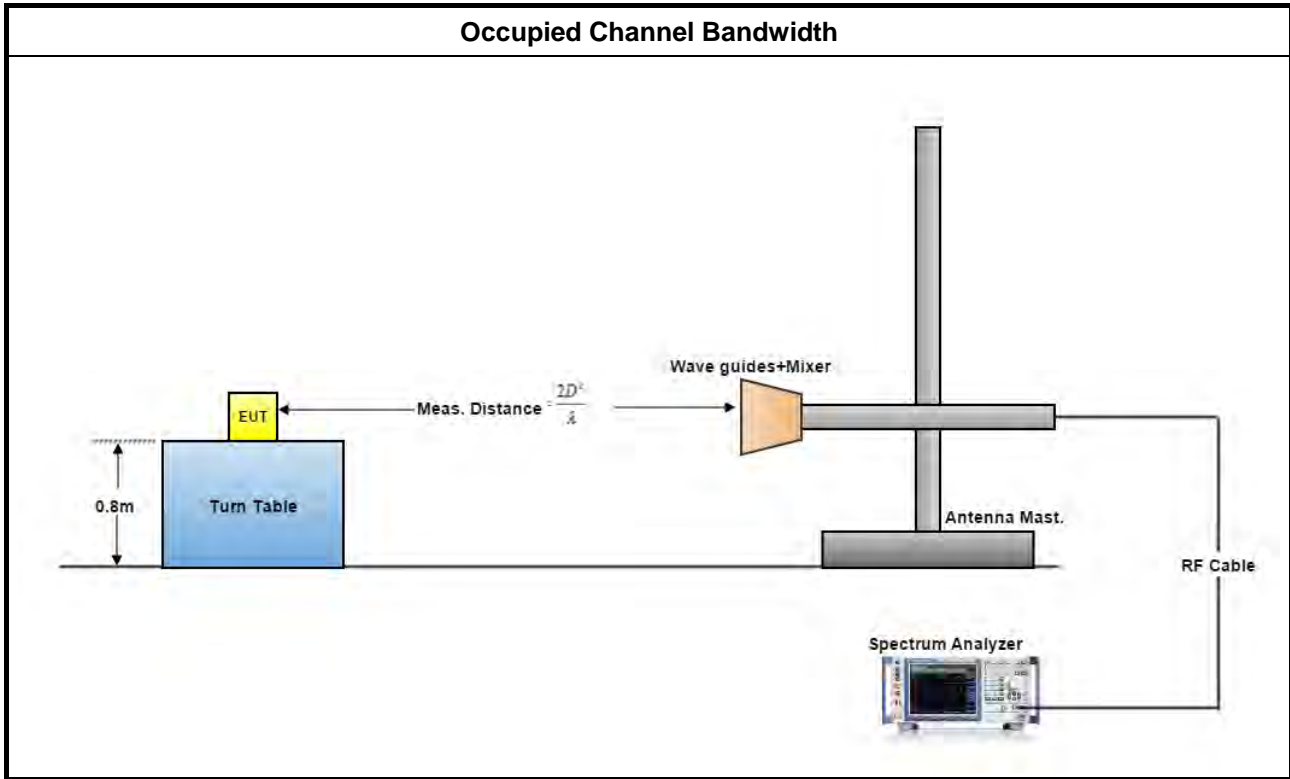 Occupied Channel Bandwidth
Wave guides+Mixer
EUT
Meas. Distance = 2D²/λ
0.8m
Turn Table
Antenna Mast.
RF Cable
Spectrum Analyzer